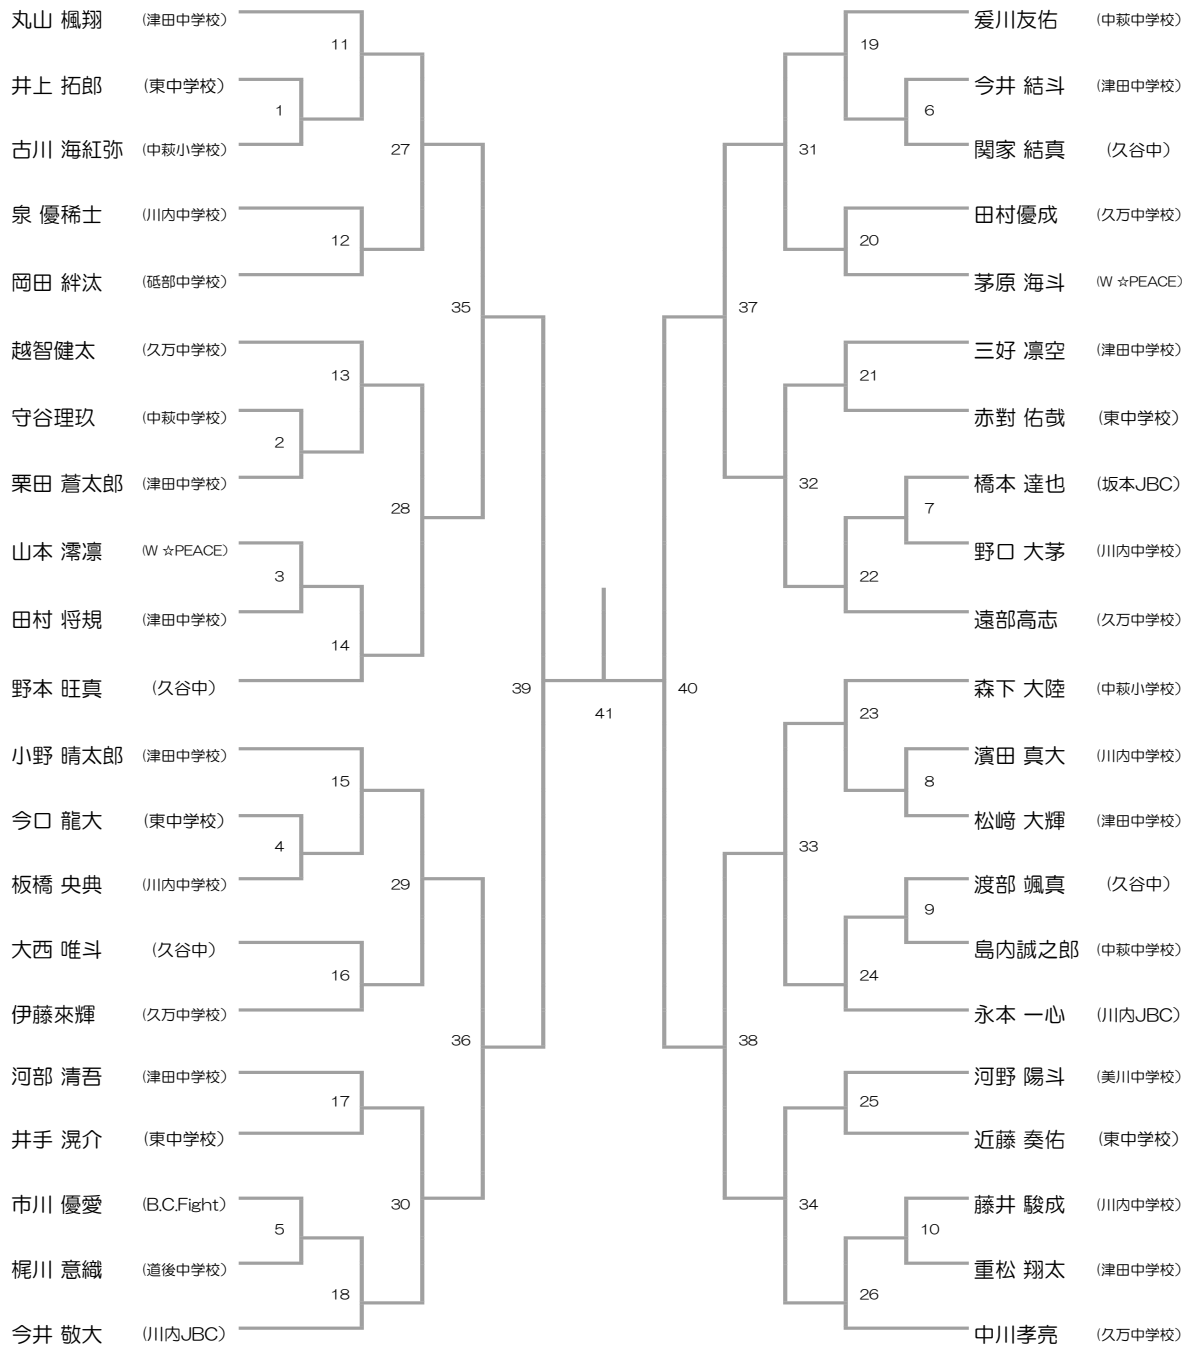 丸山 楓翔 (津田中学校)
11
井上 拓郎 (東中学校)
1
古川 海紅弥 (中萩小学校)
27
泉 優稀士 (川内中学校)
12
岡田 絆汰 (砥部中学校)
35
越智健太 (久万中学校)
13
守谷理玖 (中萩中学校)
2
栗田 蒼太郎 (津田中学校)
28
山本 澪凛 (W ☆PEACE)
3
田村 将規 (津田中学校)
14
野本 旺真 (久谷中)
39
小野 晴太郎 (津田中学校)
15
今口 龍大 (東中学校)
4
板橋 央典 (川内中学校)
29
大西 唯斗 (久谷中)
16
伊藤來輝 (久万中学校)
36
河部 清吾 (津田中学校)
17
井手 滉介 (東中学校)
市川 優愛 (B.C.Fight)
30
5
梶川 意織 (道後中学校)
18
今井 敬大 (川内JBC)
41
爰川友佑 (中萩中学校)
19
今井 結斗 (津田中学校)
6
関家 結真 (久谷中)
31
田村優成 (久万中学校)
20
茅原 海斗 (W ☆PEACE)
37
三好 凛空 (津田中学校)
21
赤對 佑哉 (東中学校)
橋本 達也 (坂本JBC)
32
7
野口 大茅 (川内中学校)
22
遠部高志 (久万中学校)
40
森下 大陸 (中萩小学校)
23
濱田 真大 (川内中学校)
8
松﨑 大輝 (津田中学校)
33
渡部 颯真 (久谷中)
9
島内誠之郎 (中萩中学校)
24
永本 一心 (川内JBC)
38
河野 陽斗 (美川中学校)
25
近藤 奏佑 (東中学校)
藤井 駿成 (川内中学校)
34
10
重松 翔太 (津田中学校)
26
中川孝亮 (久万中学校)